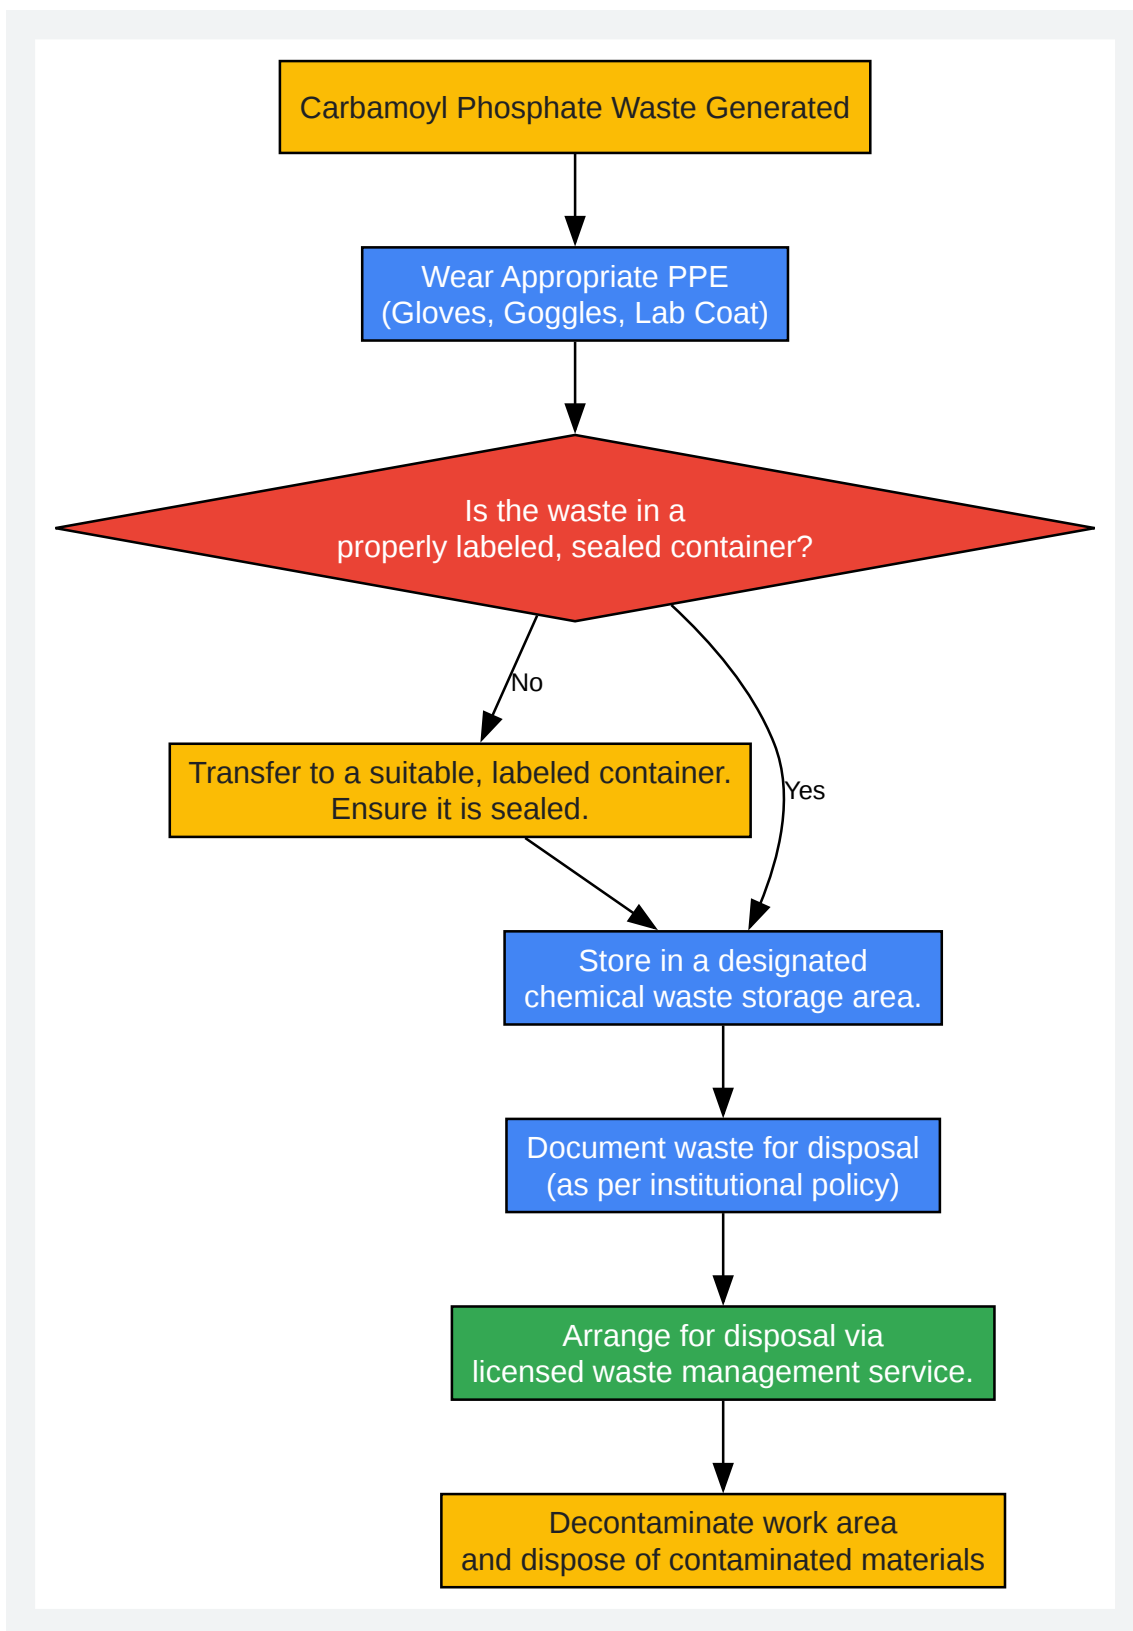 Carbamoyl Phosphate Waste Generated
Wear Appropriate PPE
(Gloves, Goggles, Lab Coat)
Is the waste in a
properly labeled, sealed container?
No
Transfer to a suitable, labeled container.
Ensure it is sealed.
Yes
Store in a designated
chemical waste storage area.
Document waste for disposal
(as per institutional policy)
Arrange for disposal via
licensed waste management service.
Decontaminate work area
and dispose of contaminated materials